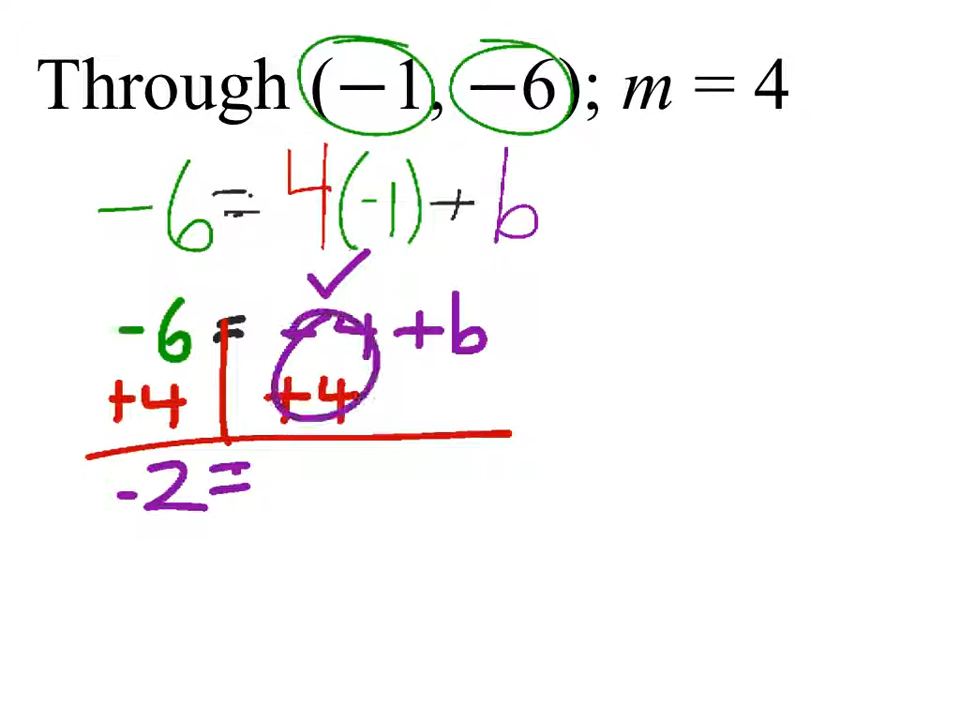 Through (−1, −6); m = 4
-6 = 4(-1) + b
-6 = -4 + b
+4 +4
-2 =